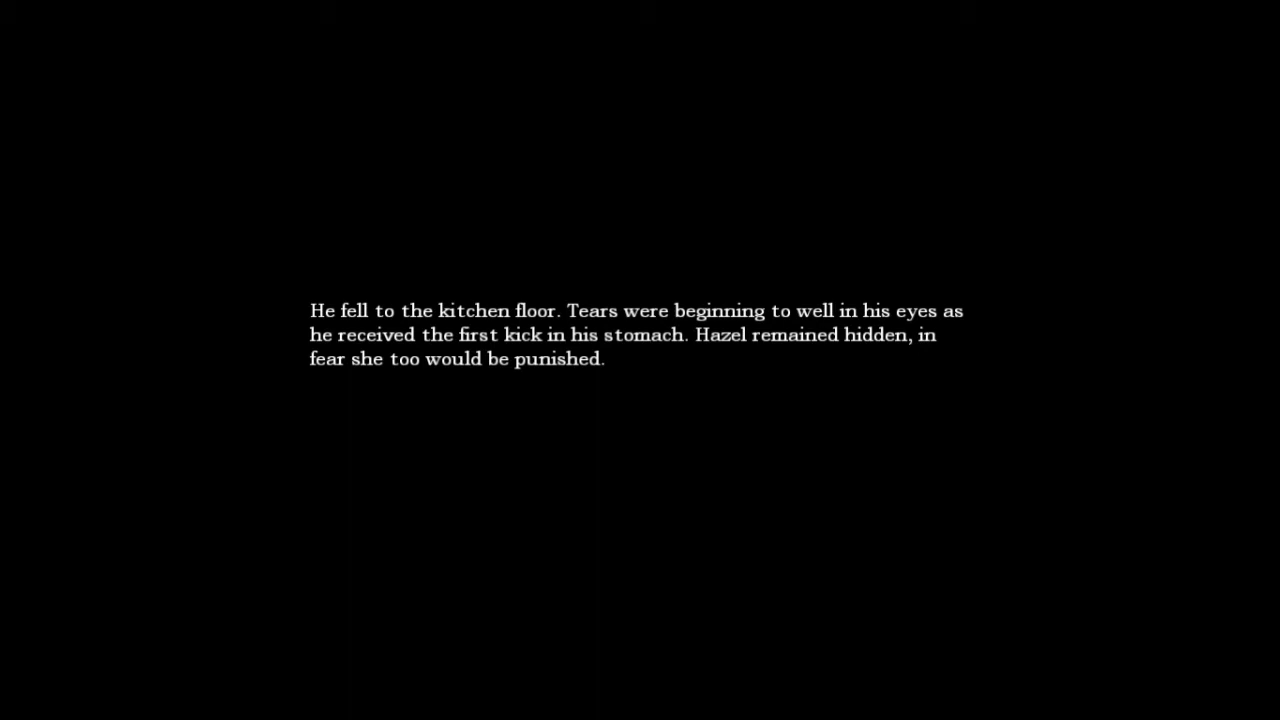 He fell to the kitchen floor. Tears were beginning to well in his eyes as
he received the first kick in his stomach. Hazel remained hidden, in
fear she too would be punished.